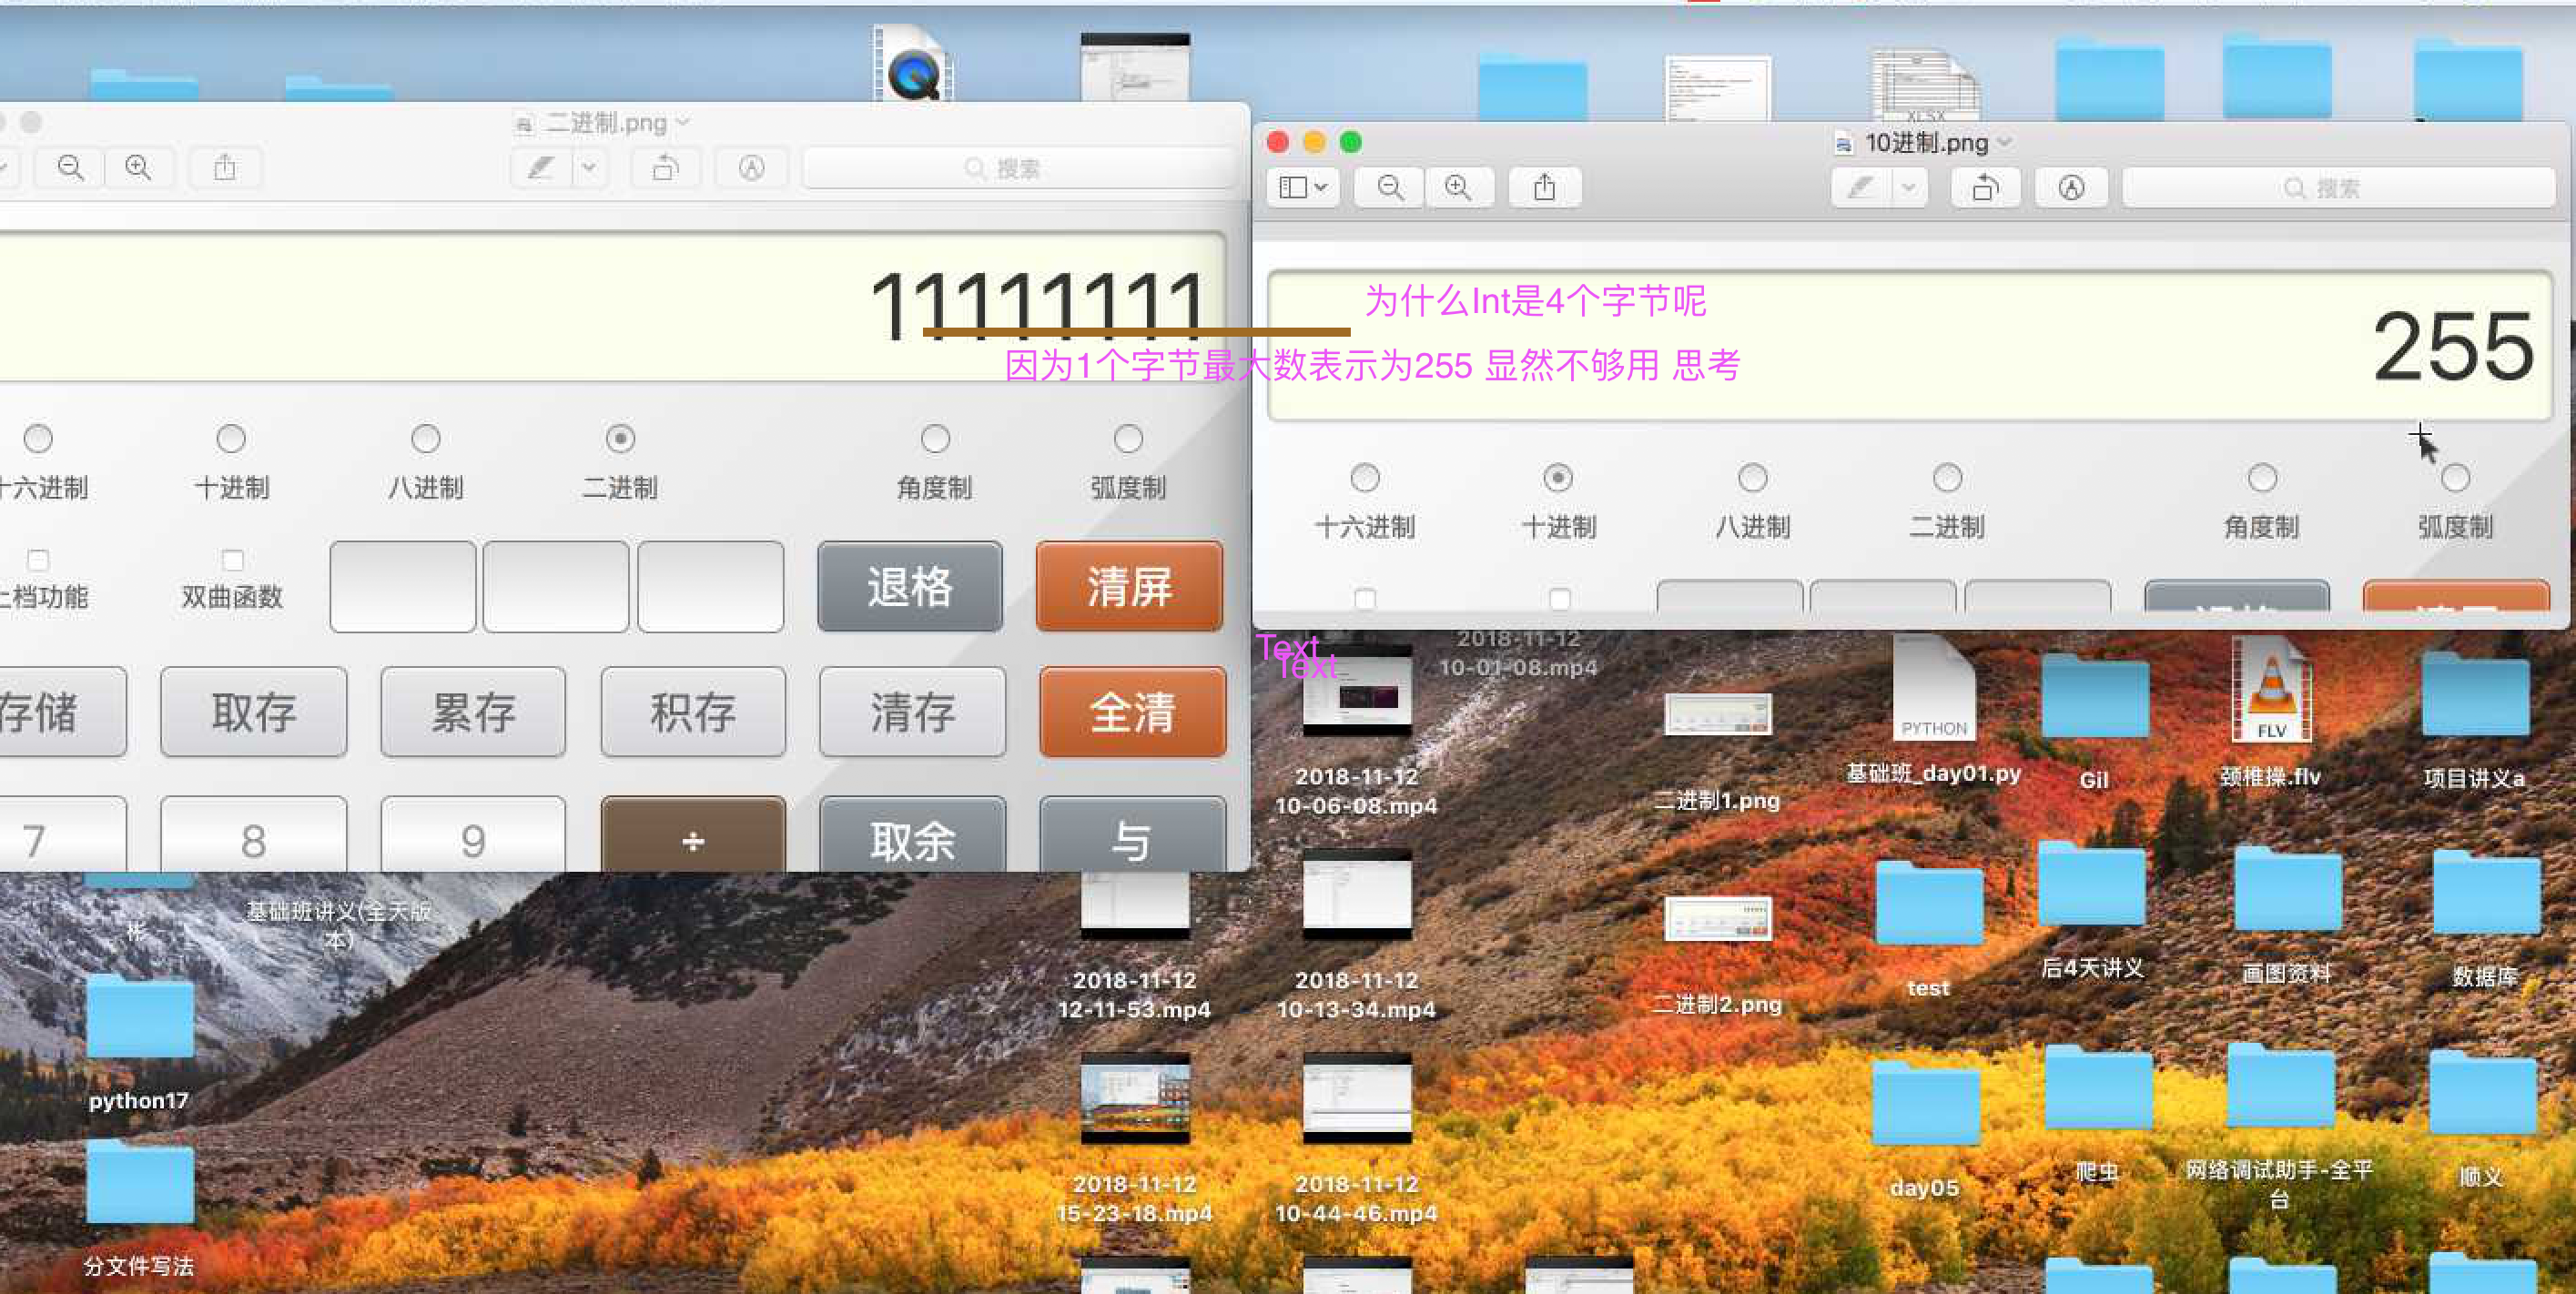 二进制.png
搜索
11111111
十进制
八进制
二进制
角度制
弧度制
双曲函数
退格
清屏
取存
累存
积存
清存
全清
7
8
9
÷
取余
与
10进制.png
搜索
为什么Int是4个字节呢
255
因为1个字节最大数表示为255 显然不够用 思考
十六进制
十进制
八进制
二进制
角度制
弧度制
Text
Text
XLSX
2018-11-12
10-01-08.mp4
2018-11-12
10-06-08.mp4
二进制1.png
PYTHON
基础班_day01.py
Gil
FLV
颈椎操.flv
项目讲义a
彬
基础班讲义(全天版
本)
2018-11-12
12-11-53.mp4
2018-11-12
10-13-34.mp4
二进制2.png
test
后4天讲义
画图资料
数据库
python17
2018-11-12
15-23-18.mp4
2018-11-12
10-44-46.mp4
day05
爬虫
网络调试助手-全平
台
顺义
分文件写法